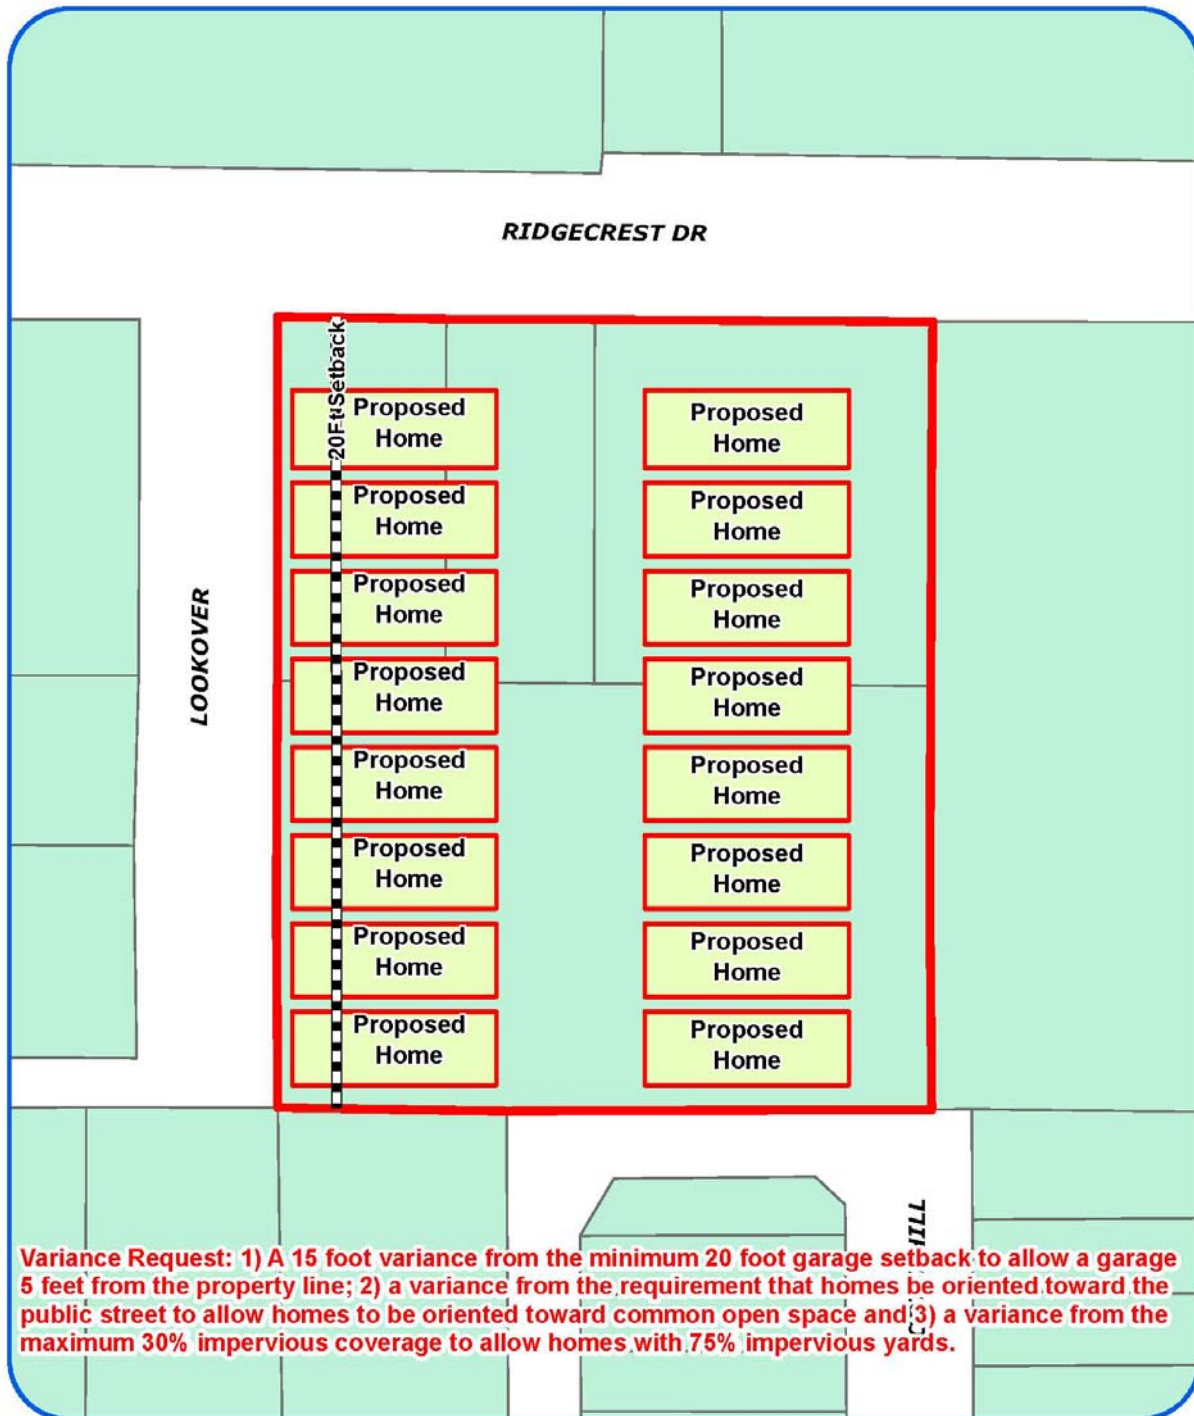 RIDGECREST DR
20Ft Setback
LOOKOVER
Proposed
Home
Proposed
Home
Proposed
Home
Proposed
Home
Proposed
Home
Proposed
Home
Proposed
Home
Proposed
Home
Proposed
Home
Proposed
Home
Proposed
Home
Proposed
Home
Proposed
Home
Proposed
Home
Proposed
Home
Proposed
Home
HILL
Variance Request: 1) A 15 foot variance from the minimum 20 foot garage setback to allow a garage
5 feet from the property line; 2) a variance from the requirement that homes be oriented toward the
public street to allow homes to be oriented toward common open space and 3) a variance from the
maximum 30% impervious coverage to allow homes with 75% impervious yards.